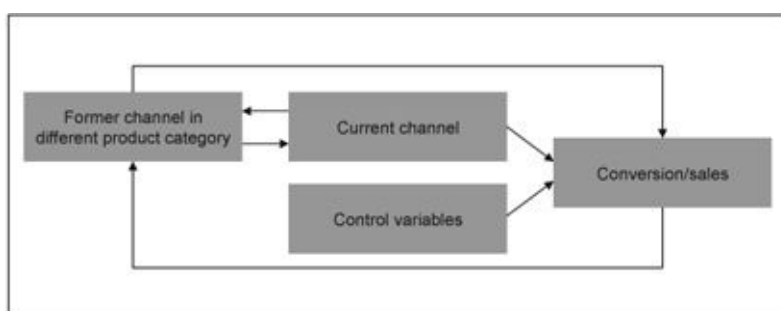 Former channel in
different product category
Current channel
Conversion/sales
Control variables